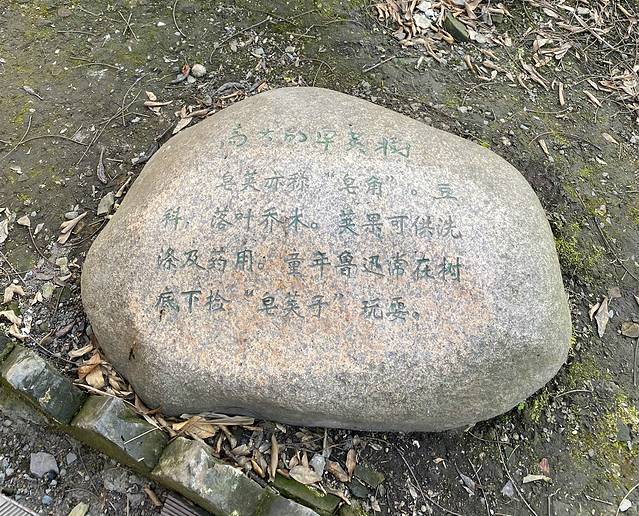 高大的皂荚樹
皂荚亦称“皂角”。豆
科，落叶乔木。荚果可供洗
涤及药用。童年鲁迅常在树
底下捡“皂荚子”玩耍。